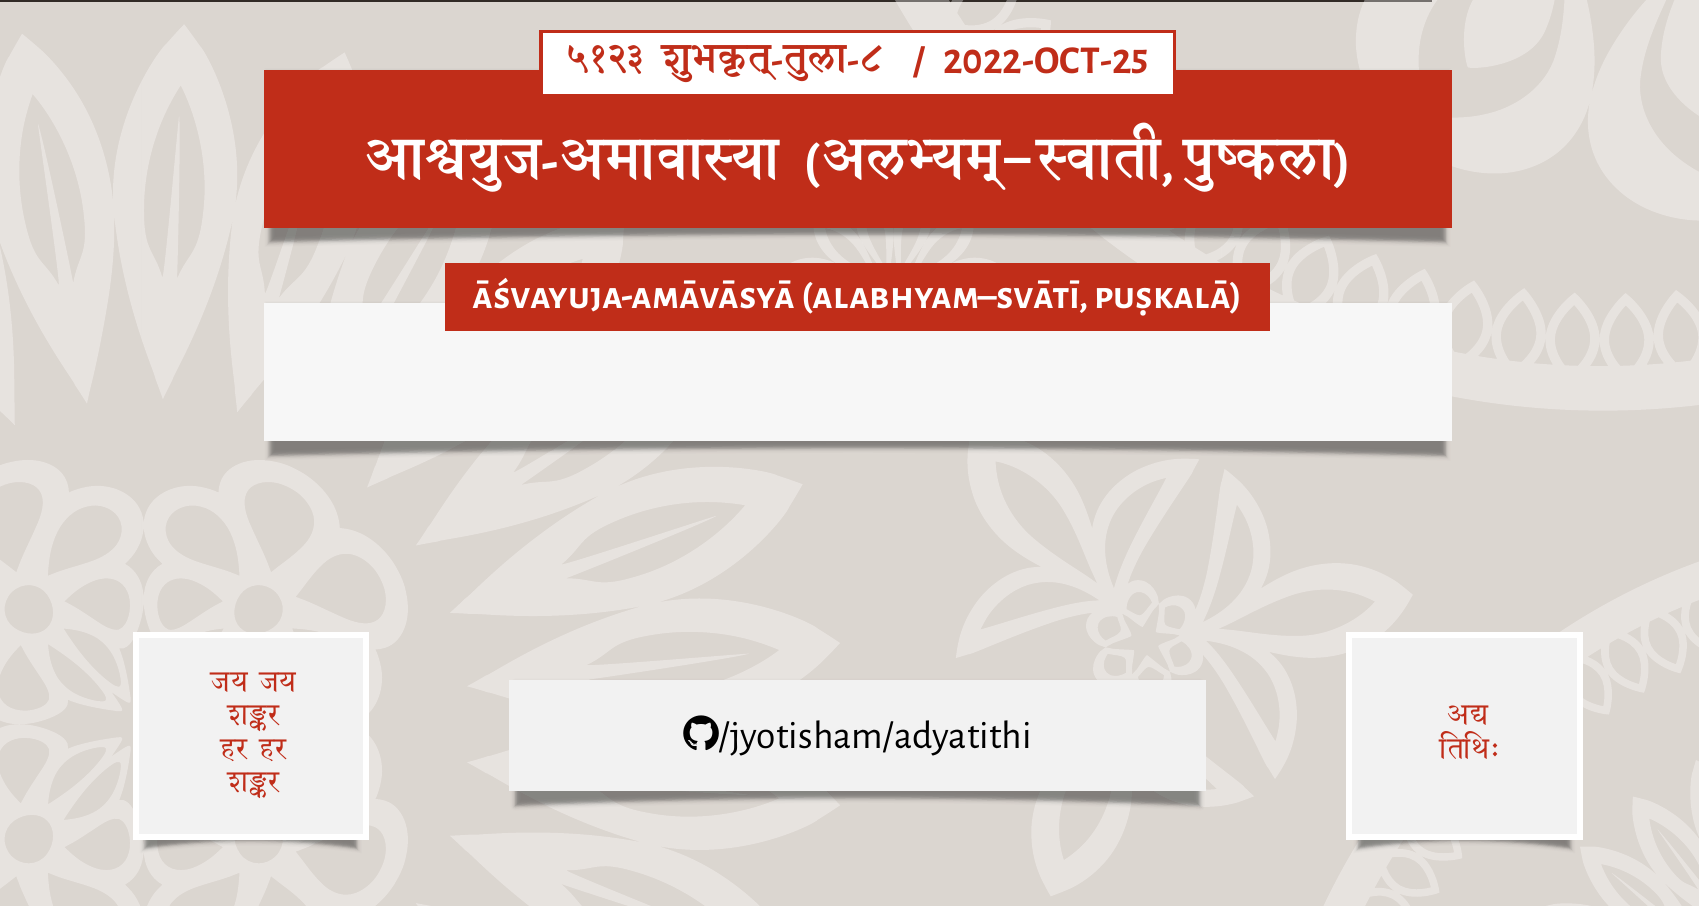 ५१२३ शुभकृत्-तुला-८ / 2022-OCT-25
आश्वयुज-अमावास्या (अलभ्यम्–स्वाती, पुष्कला)
ĀŚVAYUJA-AMĀVĀSYĀ (ALABHYAM–SVĀTĪ, PUṢKALĀ)
जय जय
शङ्कर
हर हर
शङ्कर
/jyotisham/adyatithi
अद्य
तिथिः